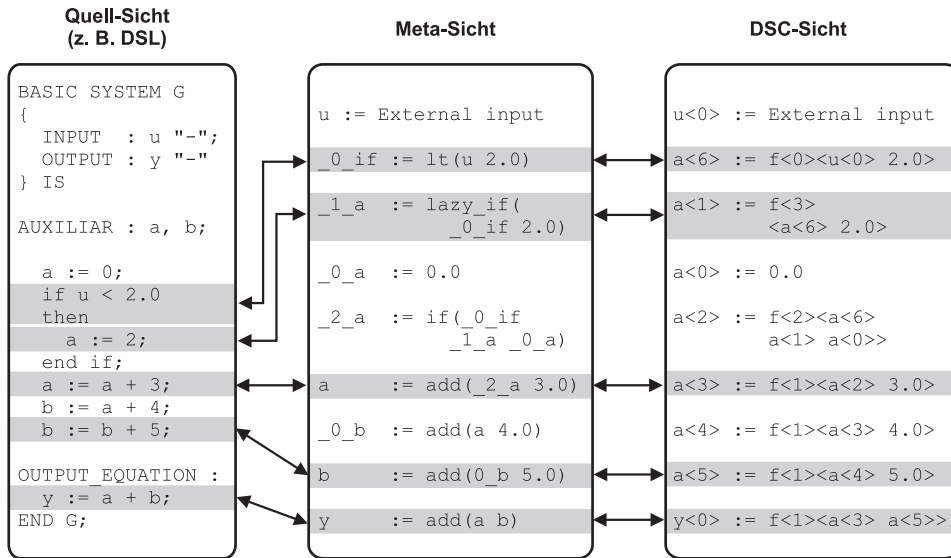 Quell-Sicht
(z. B. DSL)
BASIC SYSTEM G
{
INPUT  : u "-";
OUTPUT : y "-"
} IS
AUXILIAR : a, b;
a := 0;
if u < 2.0
then
a := 2;
end if;
a := a + 3;
b := a + 4;
b := b + 5;
OUTPUT_EQUATION :
y := a + b;
END G;
Meta-Sicht
u := External input
_0_if := lt(u 2.0)
_1_a  := lazy_if(
_0_if 2.0)
_0_a  := 0.0
_2_a  := if(_0_if
_1_a _0_a)
a     := add(_2_a 3.0)
_0_b  := add(a 4.0)
b     := add(0_b 5.0)
y     := add(a b)
DSC-Sicht
u<0> := External input
a<6> := f<0><u<0> 2.0>
a<1> := f<3>
<a<6> 2.0>
a<0> := 0.0
a<2> := f<2><a<6>
a<1> a<0>>
a<3> := f<1><a<2> 3.0>
a<4> := f<1><a<3> 4.0>
a<5> := f<1><a<4> 5.0>
y<0> := f<1><a<3> a<5>>